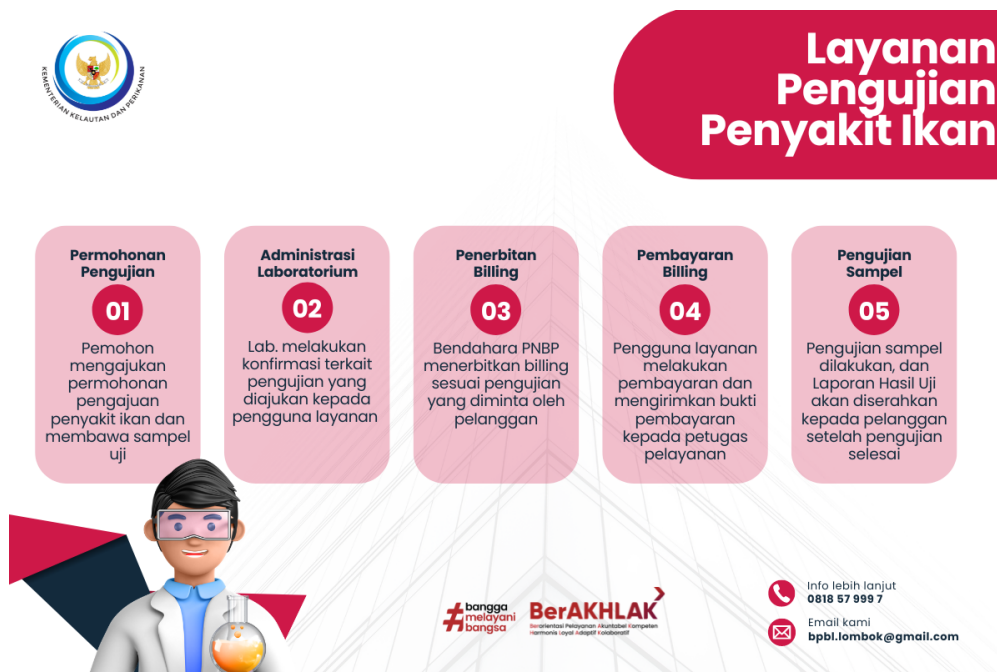 KEMENTERIAN KELAUTAN DAN PERIKANAN
Layanan
Pengujian
Penyakit Ikan
Permohonan
Pengujian
01
Pemohon
mengajukan
permohonan
pengajuan
penyakit ikan dan
membawa sampel
uji
Administrasi
Laboratorium
02
Lab. melakukan
konfirmasi terkait
pengujian yang
diajukan kepada
pengguna layanan
Penerbitan
Billing
03
Bendahara PNBP
menerbitkan billing
sesuai pengujian
yang diminta oleh
pelanggan
Pembayaran
Billing
04
Pengguna layanan
melakukan
pembayaran dan
mengirimkan bukti
pembayaran
kepada petugas
pelayanan
Pengujian
Sampel
05
Pengujian sampel
dilakukan, dan
Laporan Hasil Uji
akan diserahkan
kepada pelanggan
setelah pengujian
selesai
#bangga
melayani
bangsa
BerAKHLAK
Berorientasi Pelayanan Akuntabel Kompeten
Harmonis Loyal Adaptif Kolaboratif
Info lebih lanjut
0818 57 999 7
Email kami
bpbl.lombok@gmail.com